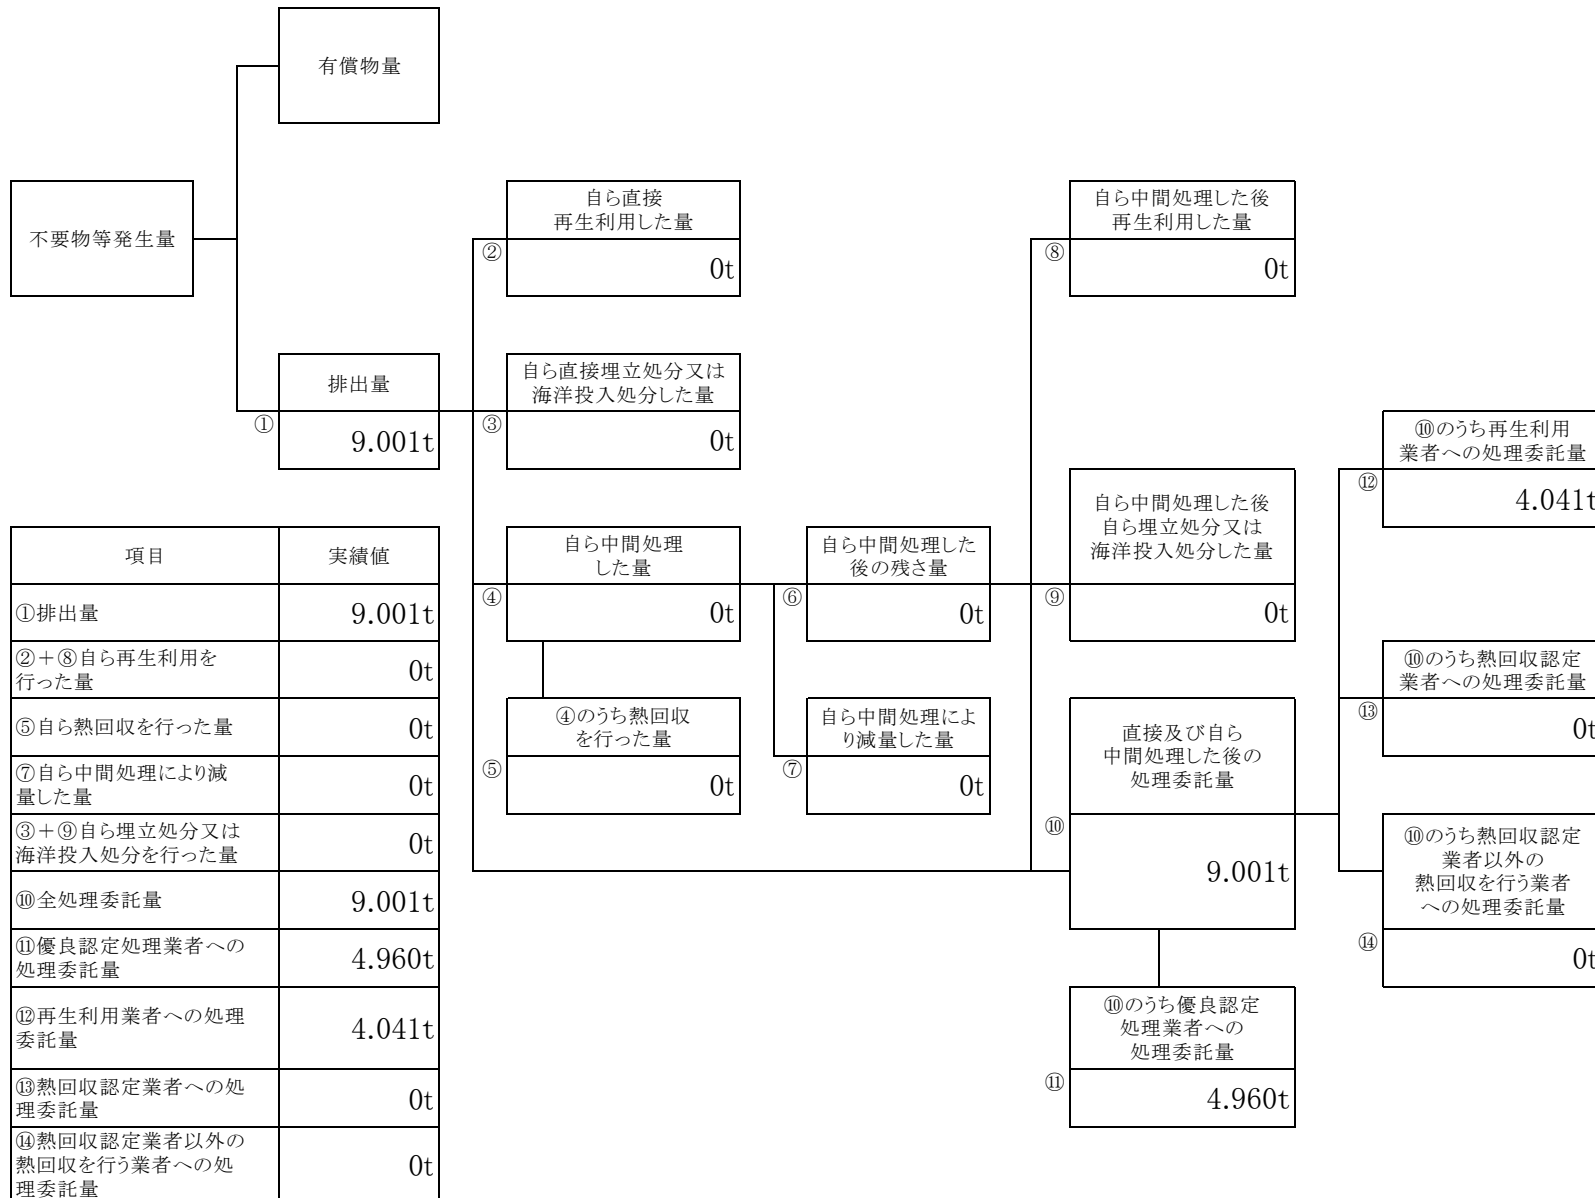 有償物量
不要物等発生量
自ら直接
再生利用した量
②
0t
自ら中間処理した後
再生利用した量
⑧
0t
排出量
①
9.001t
自ら直接埋立処分又は
海洋投入処分した量
③
0t
⑩のうち再生利用
業者への処理委託量
⑫
4.041t
自ら中間処理した後
自ら埋立処分又は
海洋投入処分した量
⑨
0t
自ら中間処理
した量
④
0t
自ら中間処理した
後の残さ量
⑥
0t
⑩のうち熱回収認定
業者への処理委託量
⑬
0t
④のうち熱回収
を行った量
⑤
0t
自ら中間処理によ
り減量した量
⑦
0t
直接及び自ら
中間処理した後の
処理委託量
⑩
9.001t
⑩のうち熱回収認定
業者以外の
熱回収を行う業者
への処理委託量
⑭
0t
⑩のうち優良認定
処理業者への
処理委託量
⑪
4.960t
項目 実績値
①排出量 9.001t
②+⑧自ら再生利用を
行った量 0t
⑤自ら熱回収を行った量 0t
⑦自ら中間処理により減
量した量 0t
③+⑨自ら埋立処分又は
海洋投入処分を行った量 0t
⑩全処理委託量 9.001t
⑪優良認定処理業者への
処理委託量 4.960t
⑫再生利用業者への処理
委託量 4.041t
⑬熱回収認定業者への処
理委託量 0t
⑭熱回収認定業者以外の
熱回収を行う業者への処
理委託量 0t